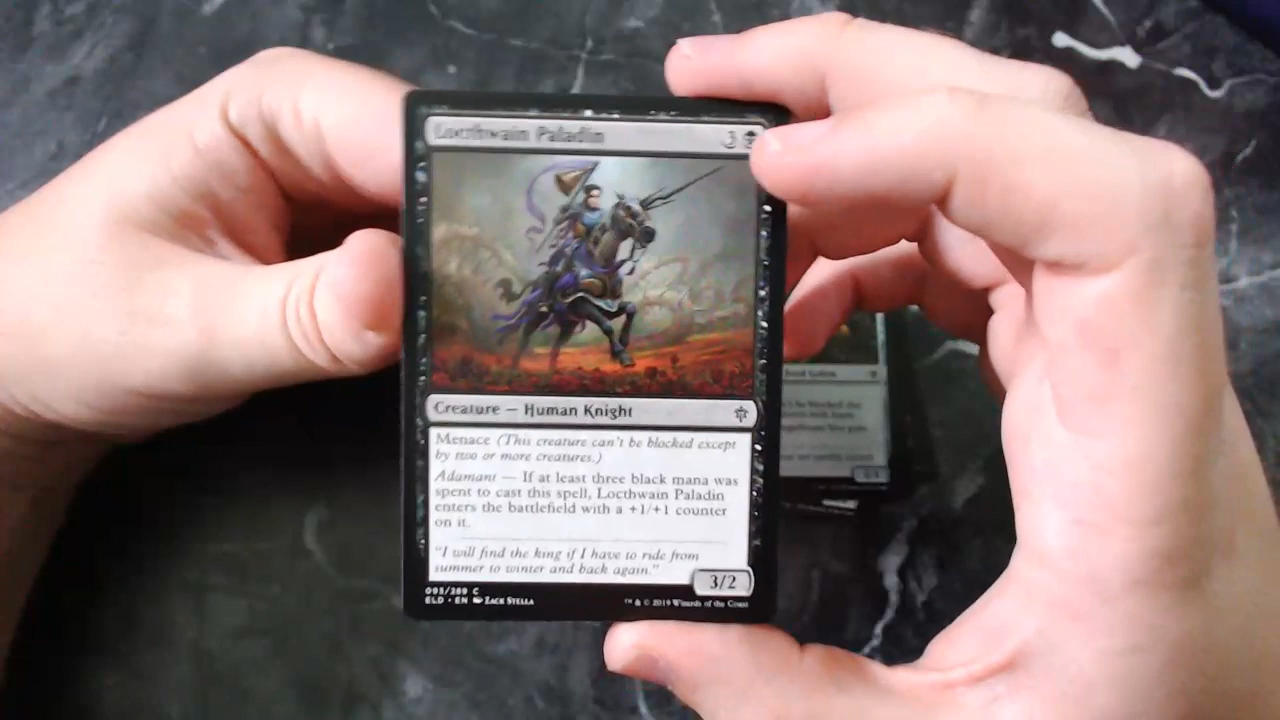 Locthwain Paladin 3
Creature — Human Knight
Menace (This creature can't be blocked except
by two or more creatures.)
Adamant — If at least three black mana was
spent to cast this spell, Locthwain Paladin
enters the battlefield with a +1/+1 counter
on it.
"I will find the king if I have to ride from
summer to winter and back again."
3/2
093/269 C
ELD • EN Zack Stella
™ & © 2019 Wizards of the Coast